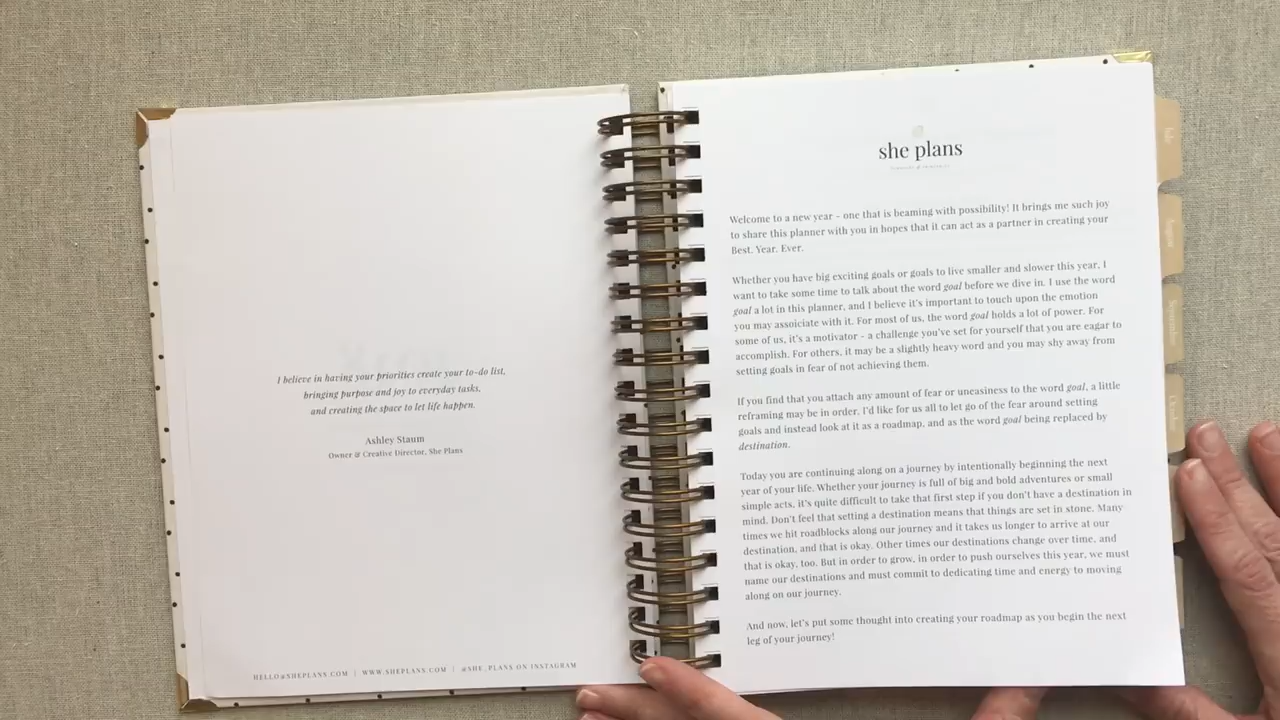 I believe in having your priorities create your to-do list,
bringing purpose and joy to everyday tasks,
and creating the space to let life happen.
Ashley Staum
Owner & Creative Director, She Plans
HELLO@SHEPLANS.COM | WWW.SHEPLANS.COM | @SHE_PLANS ON INSTAGRAM
she plans
Welcome to a new year - one that is beaming with possibility! It brings me such joy
to share this planner with you in hopes that it can act as a partner in creating your
Best. Year. Ever.
Whether you have big exciting goals or goals to live smaller and slower this year, I
want to take some time to talk about the word goal before we dive in. I use the word
goal a lot in this planner, and I believe it's important to touch upon the emotion
you may assoiciate with it. For most of us, the word goal holds a lot of power. For
some of us, it's a motivator - a challenge you've set for yourself that you are eagar to
accomplish. For others, it may be a slightly heavy word and you may shy away from
setting goals in fear of not achieving them.
If you find that you attach any amount of fear or uneasiness to the word goal, a little
reframing may be in order. I'd like for us all to let go of the fear around setting
goals and instead look at it as a roadmap, and as the word goal being replaced by
destination.
Today you are continuing along on a journey by intentionally beginning the next
year of your life. Whether your journey is full of big and bold adventures or small
simple acts, it's quite difficult to take that first step if you don't have a destination in
mind. Don't feel that setting a destination means that things are set in stone. Many
times we hit roadblocks along our journey and it takes us longer to arrive at our
destination, and that is okay. Other times our destinations change over time, and
that is okay, too. But in order to grow, in order to push ourselves this year, we must
name our destinations and must commit to dedicating time and energy to moving
along on our journey.
And now, let's put some thought into creating your roadmap as you begin the next
leg of your journey!